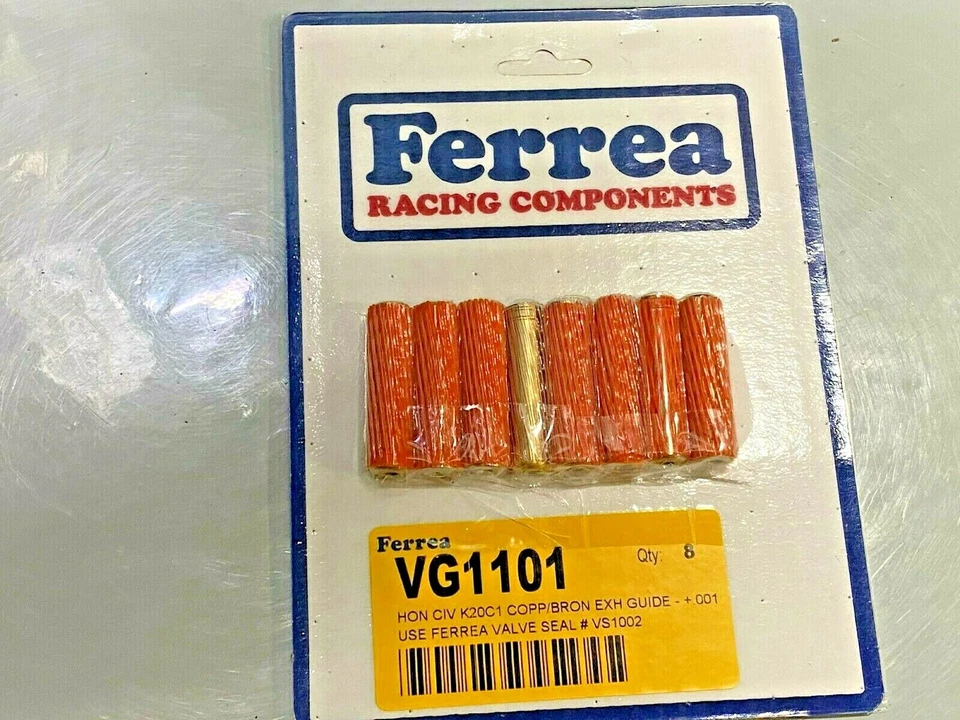 Ferrea
RACING COMPONENTS
Ferrea
VG1101
Qty: 8
HON CIV K20C1 COPP/BRON EXH GUIDE - +.001
USE FERREA VALVE SEAL # VS1002